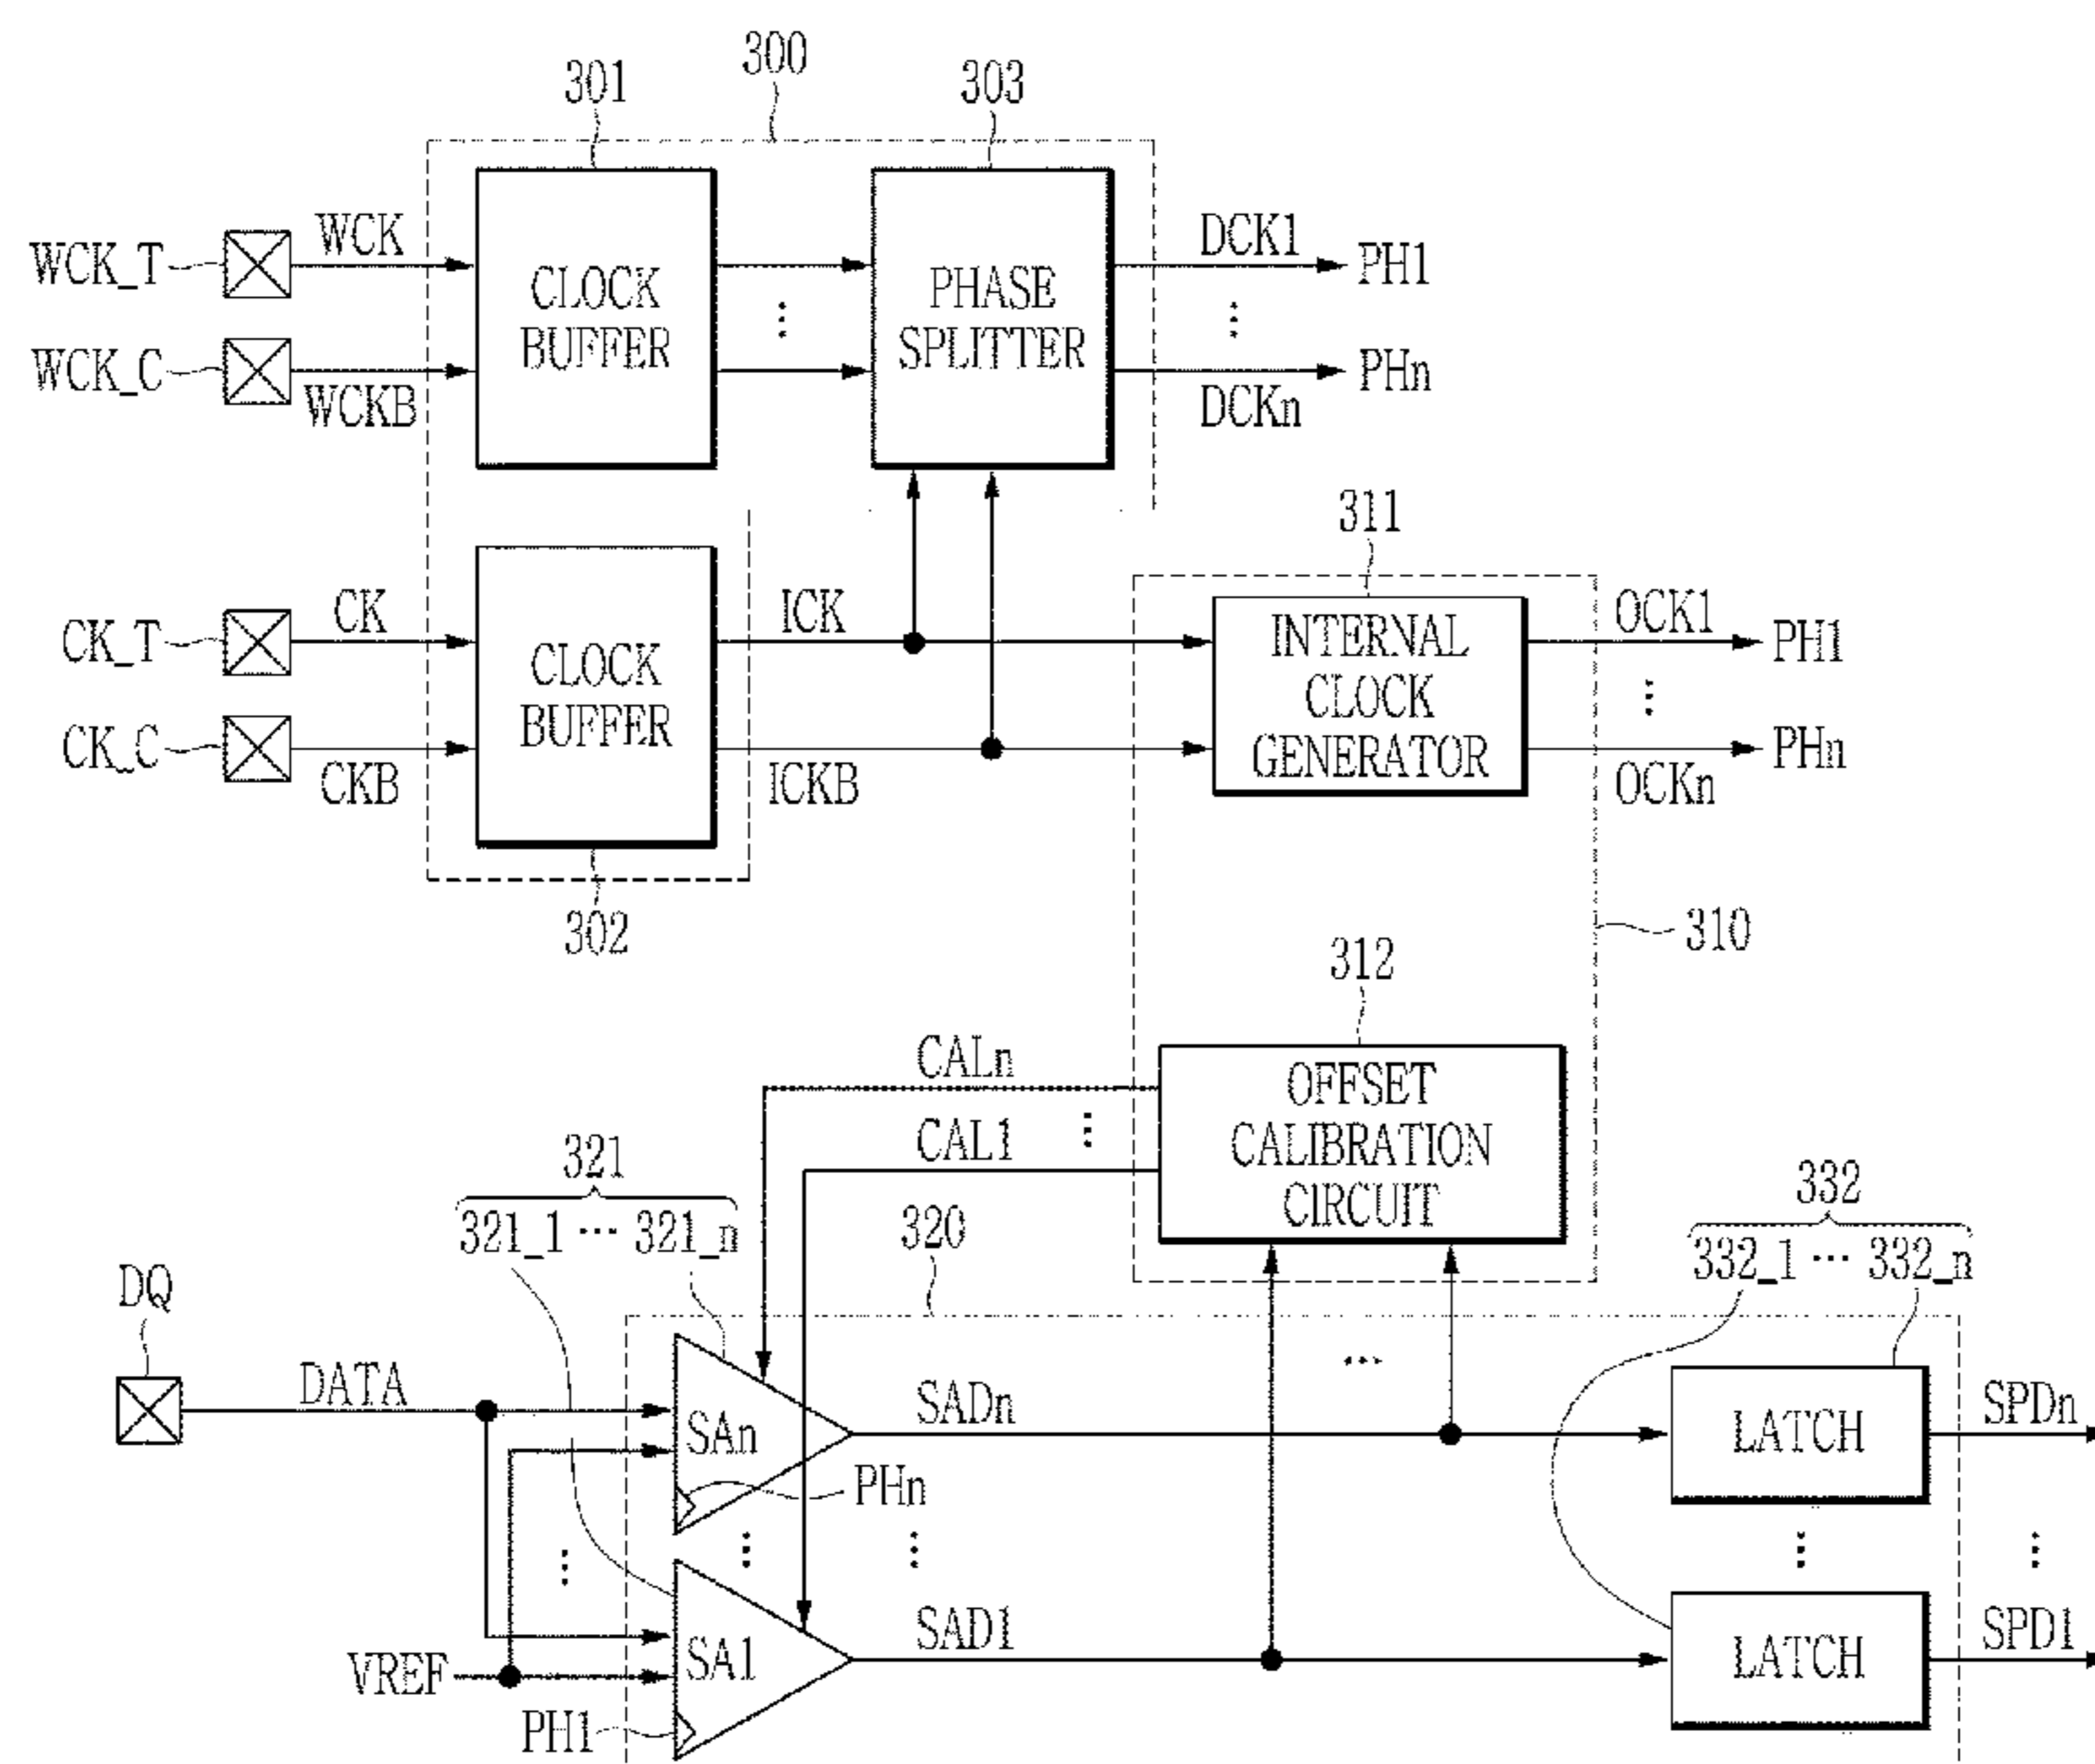 300
301
303
WCK_T
WCK
CLOCK
BUFFER
PHASE
SPLITTER
DCK1
PH1
WCK_C
WCKB
DCKn
PHn
311
CK_T
CK
CLOCK
BUFFER
ICK
INTERNAL
CLOCK
GENERATOR
OCK1
PH1
CK_C
CKB
ICKB
OCKn
PHn
302
310
312
CALn
CAL1
OFFSET
CALIBRATION
CIRCUIT
321
321_1 ... 321_n
320
332
332_1 ... 332_n
DQ
DATA
SAn
SADn
LATCH
SPDn
PHn
VREF
SA1
SAD1
LATCH
SPD1
PH1